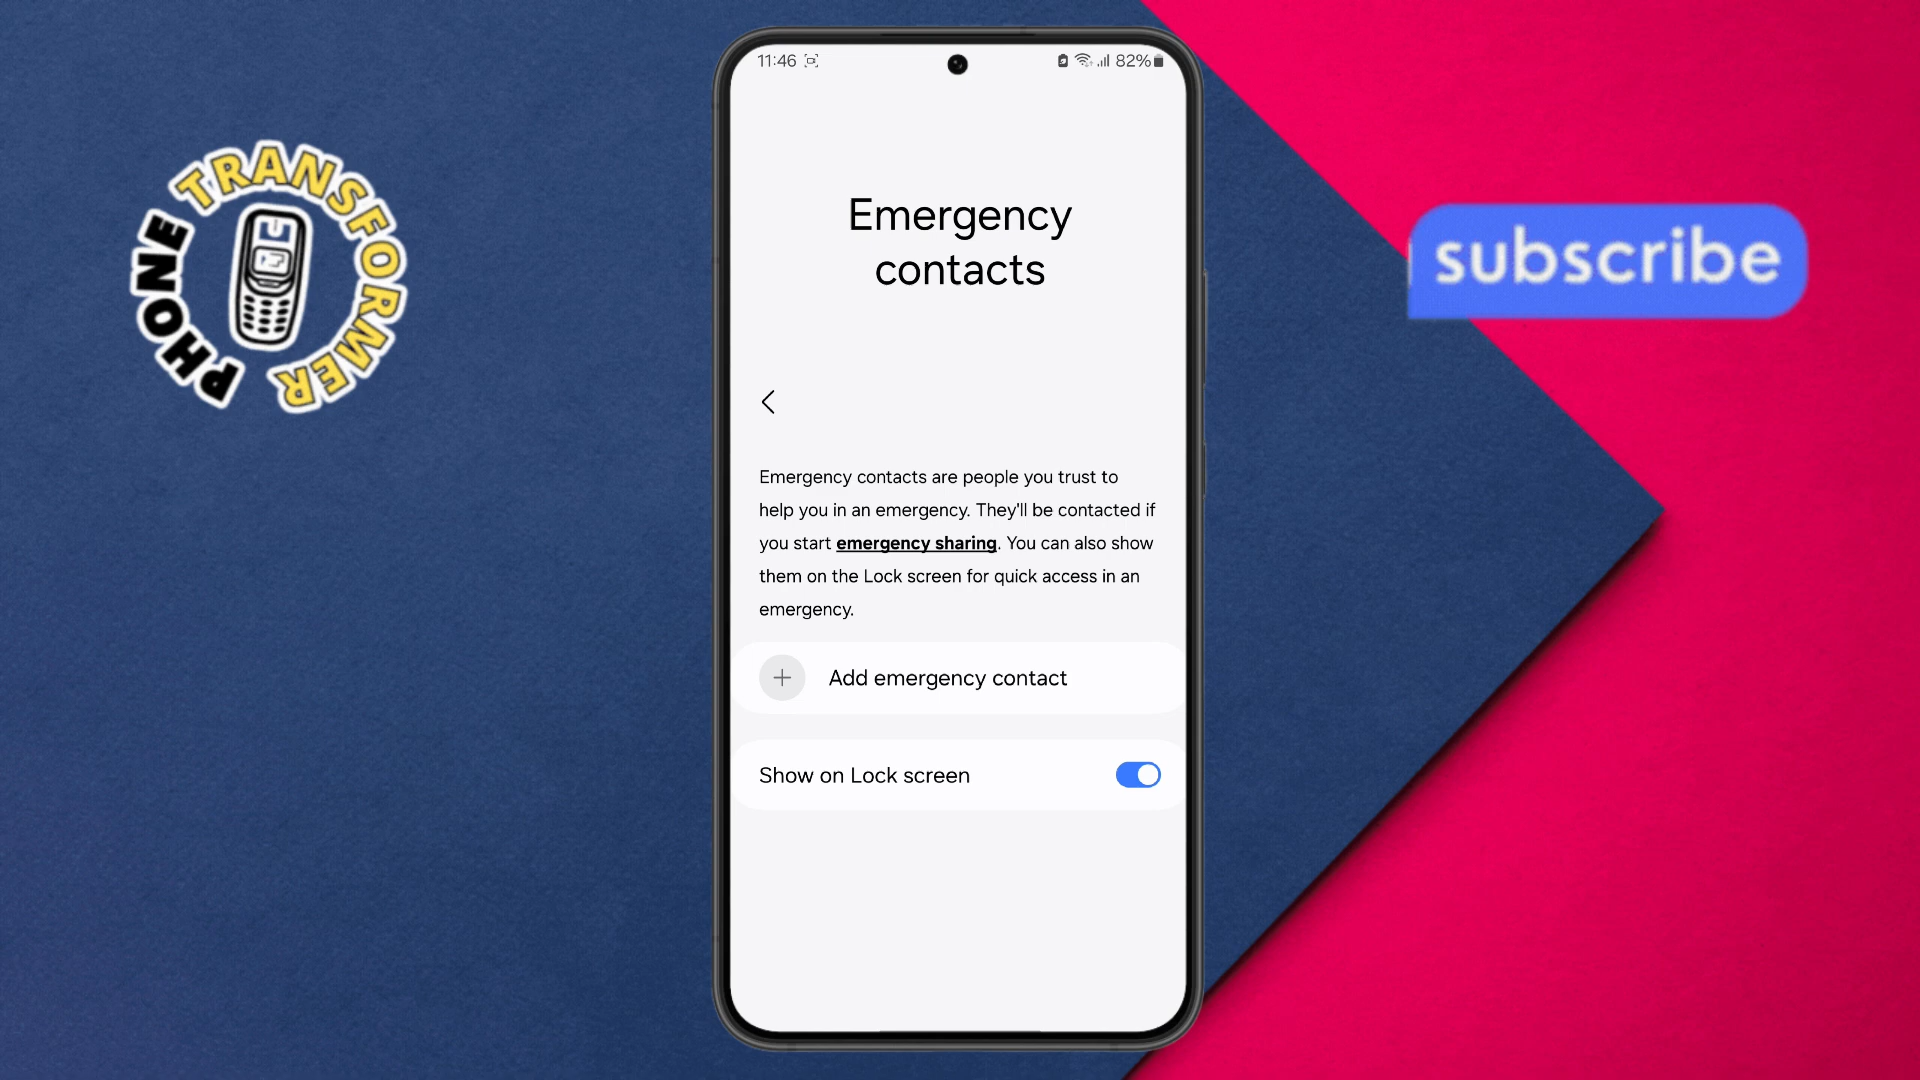 PHONE TRANSFORMER
11:46
82%
Emergency
contacts
Emergency contacts are people you trust to
help you in an emergency. They'll be contacted if
you start emergency sharing. You can also show
them on the Lock screen for quick access in an
emergency.
Add emergency contact
Show on Lock screen
subscribe